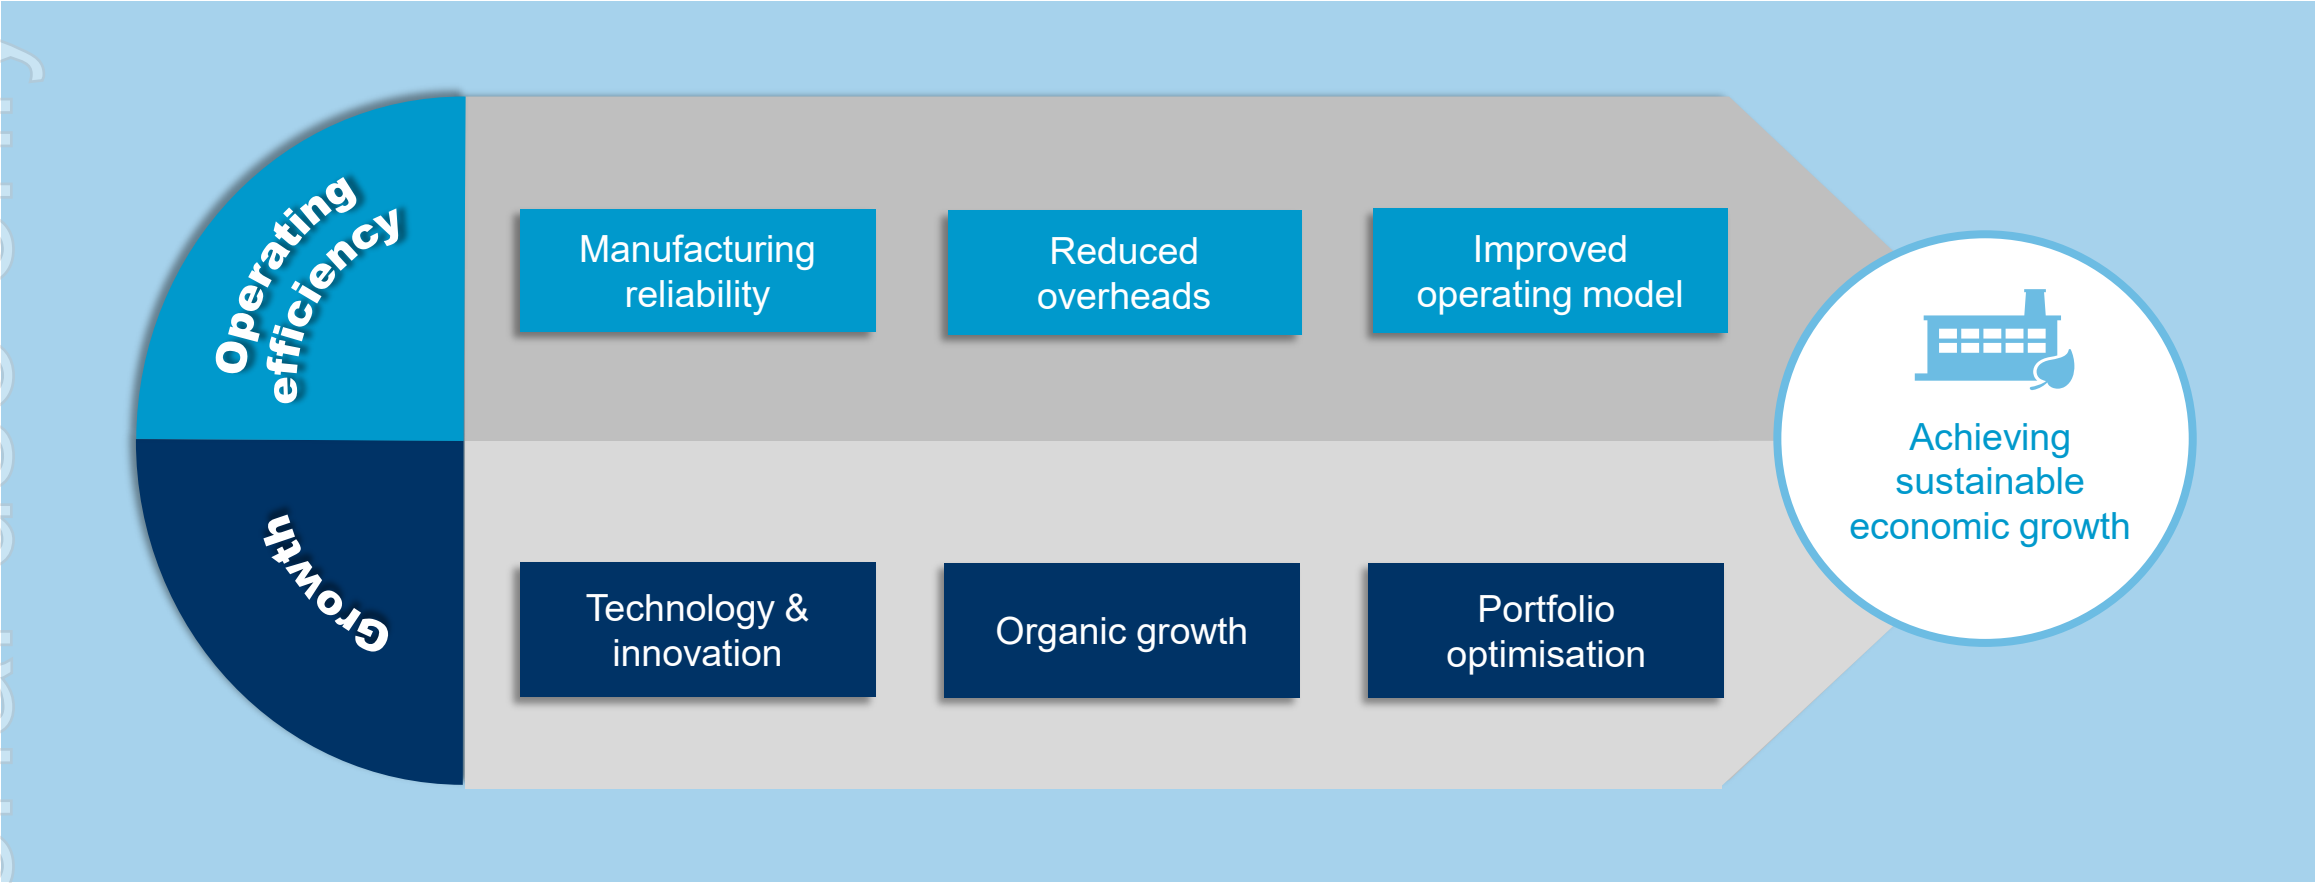 Operating
efficiency
Manufacturing
reliability
Reduced
overheads
Improved
operating model
Achieving
sustainable
economic growth
Growth
Technology &
innovation
Organic growth
Portfolio
optimisation